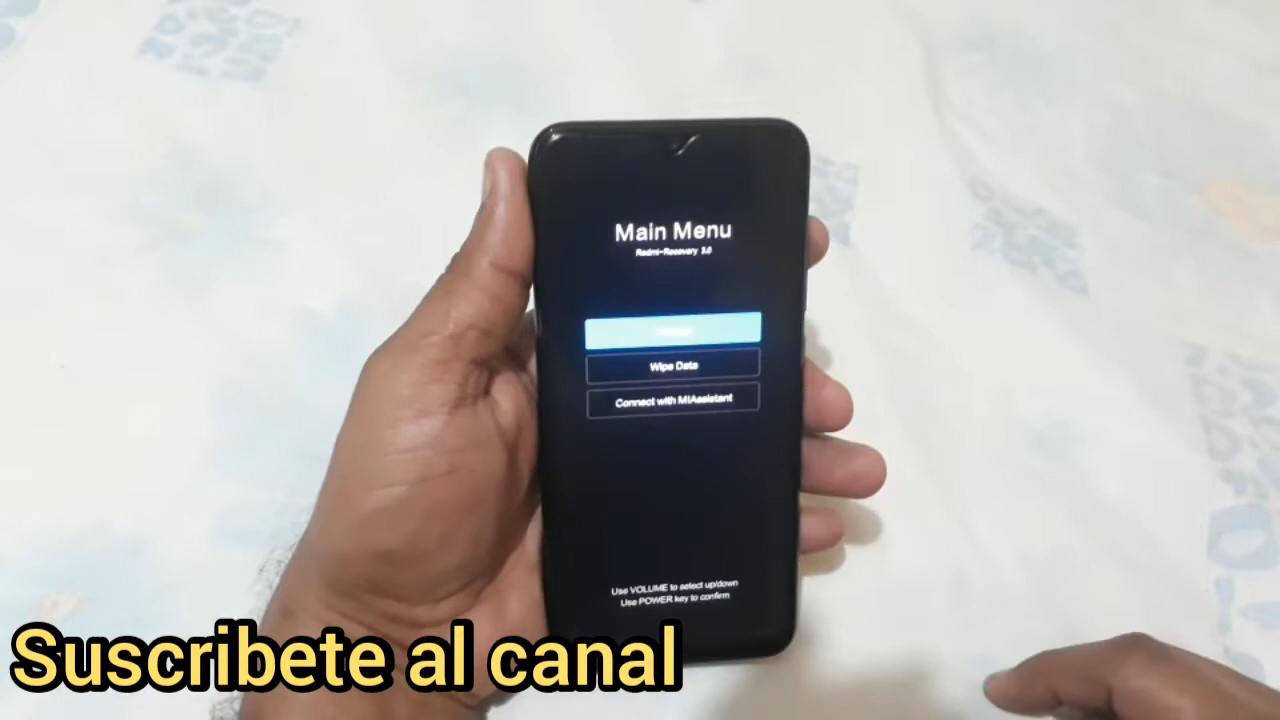 Main Menu
Redmi-Recovery 3.0
Wipe Data
Connect with MIAssistant
Use VOLUME to select up/down
Use POWER key to confirm
Suscribete al canal